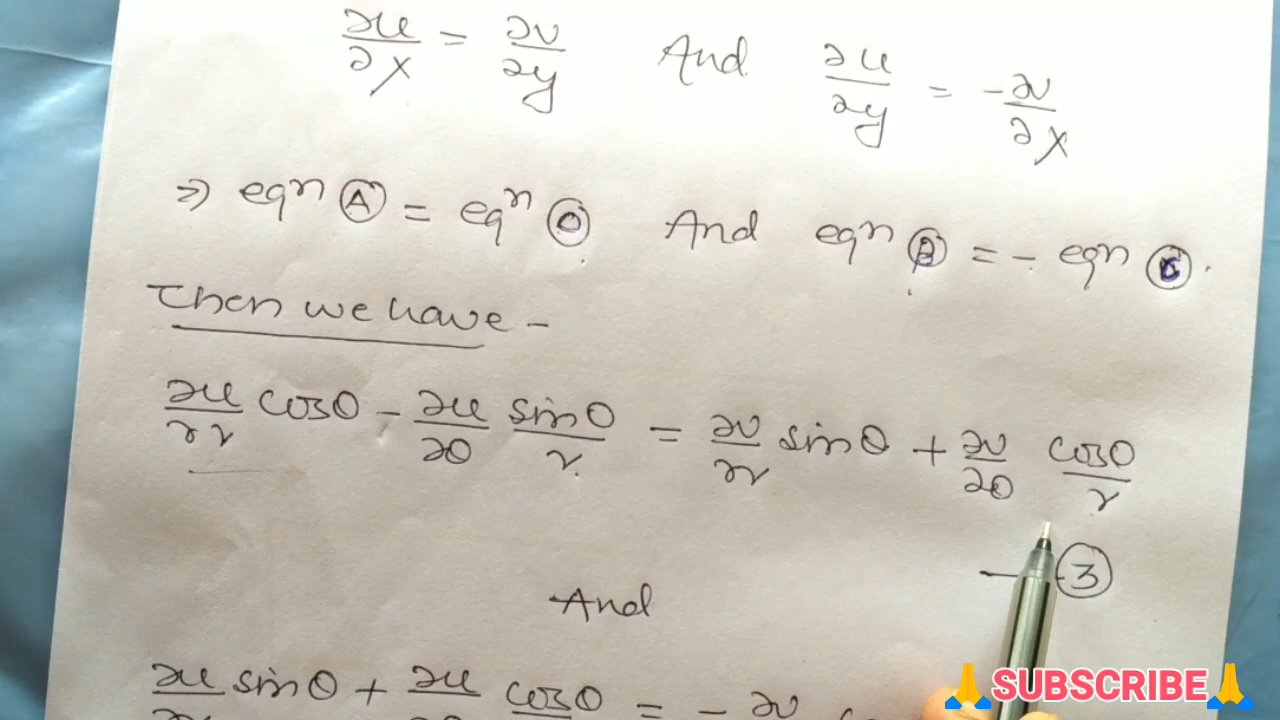 ∂u/∂x = ∂v/∂y And ∂u/∂y = -∂v/∂x
⇒ eqn Ⓐ = eqn Ⓓ And eqn Ⓑ = - eqn Ⓒ.
Then we have -
∂u/∂r cosθ - ∂u/∂θ sinθ/r = ∂v/∂r sinθ + ∂v/∂θ cosθ/r
— ③
And
∂u sinθ + ∂u cosθ = - ∂v
🙏SUBSCRIBE🙏